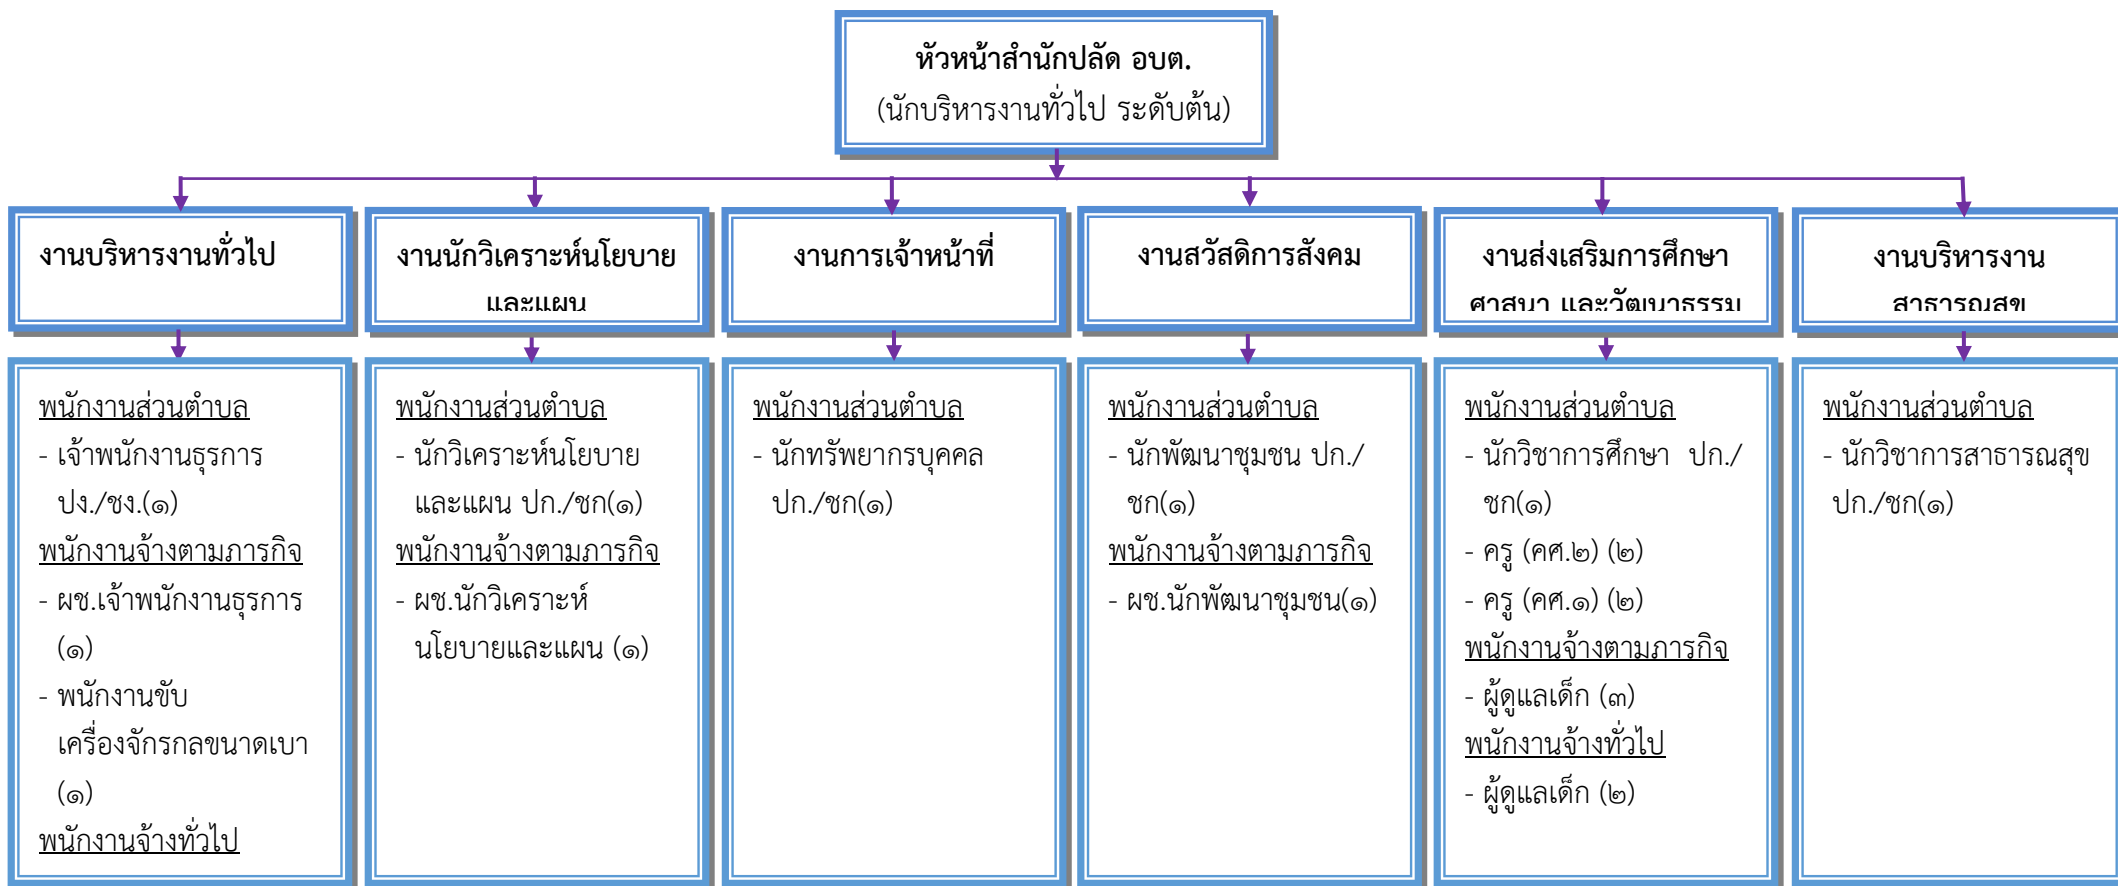 หัวหน้าสำนักปลัด อบต.
(นักบริหารงานทั่วไป ระดับต้น)
งานบริหารงานทั่วไป
งานนักวิเคราะห์นโยบาย
และแผน
งานการเจ้าหน้าที่
งานสวัสดิการสังคม
งานส่งเสริมการศึกษา
ศาสนา และวัฒนาธรรม
งานบริหารงาน
สาธารณสุข
พนักงานส่วนตำบล
- เจ้าพนักงานธุรการ
ปง./ชง.(๑)
พนักงานจ้างตามภารกิจ
- ผช.เจ้าพนักงานธุรการ
(๑)
- พนักงานขับ
เครื่องจักรกลขนาดเบา
(๑)
พนักงานจ้างทั่วไป
พนักงานส่วนตำบล
- นักวิเคราะห์นโยบาย
และแผน ปก./ชก(๑)
พนักงานจ้างตามภารกิจ
- ผช.นักวิเคราะห์
นโยบายและแผน (๑)
พนักงานส่วนตำบล
- นักทรัพยากรบุคคล
ปก./ชก(๑)
พนักงานส่วนตำบล
- นักพัฒนาชุมชน ปก./
ชก(๑)
พนักงานจ้างตามภารกิจ
- ผช.นักพัฒนาชุมชน(๑)
พนักงานส่วนตำบล
- นักวิชาการศึกษา ปก./
ชก(๑)
- ครู (คศ.๒) (๒)
- ครู (คศ.๑) (๒)
พนักงานจ้างตามภารกิจ
- ผู้ดูแลเด็ก (๓)
พนักงานจ้างทั่วไป
- ผู้ดูแลเด็ก (๒)
พนักงานส่วนตำบล
- นักวิชาการสาธารณสุข
ปก./ชก(๑)